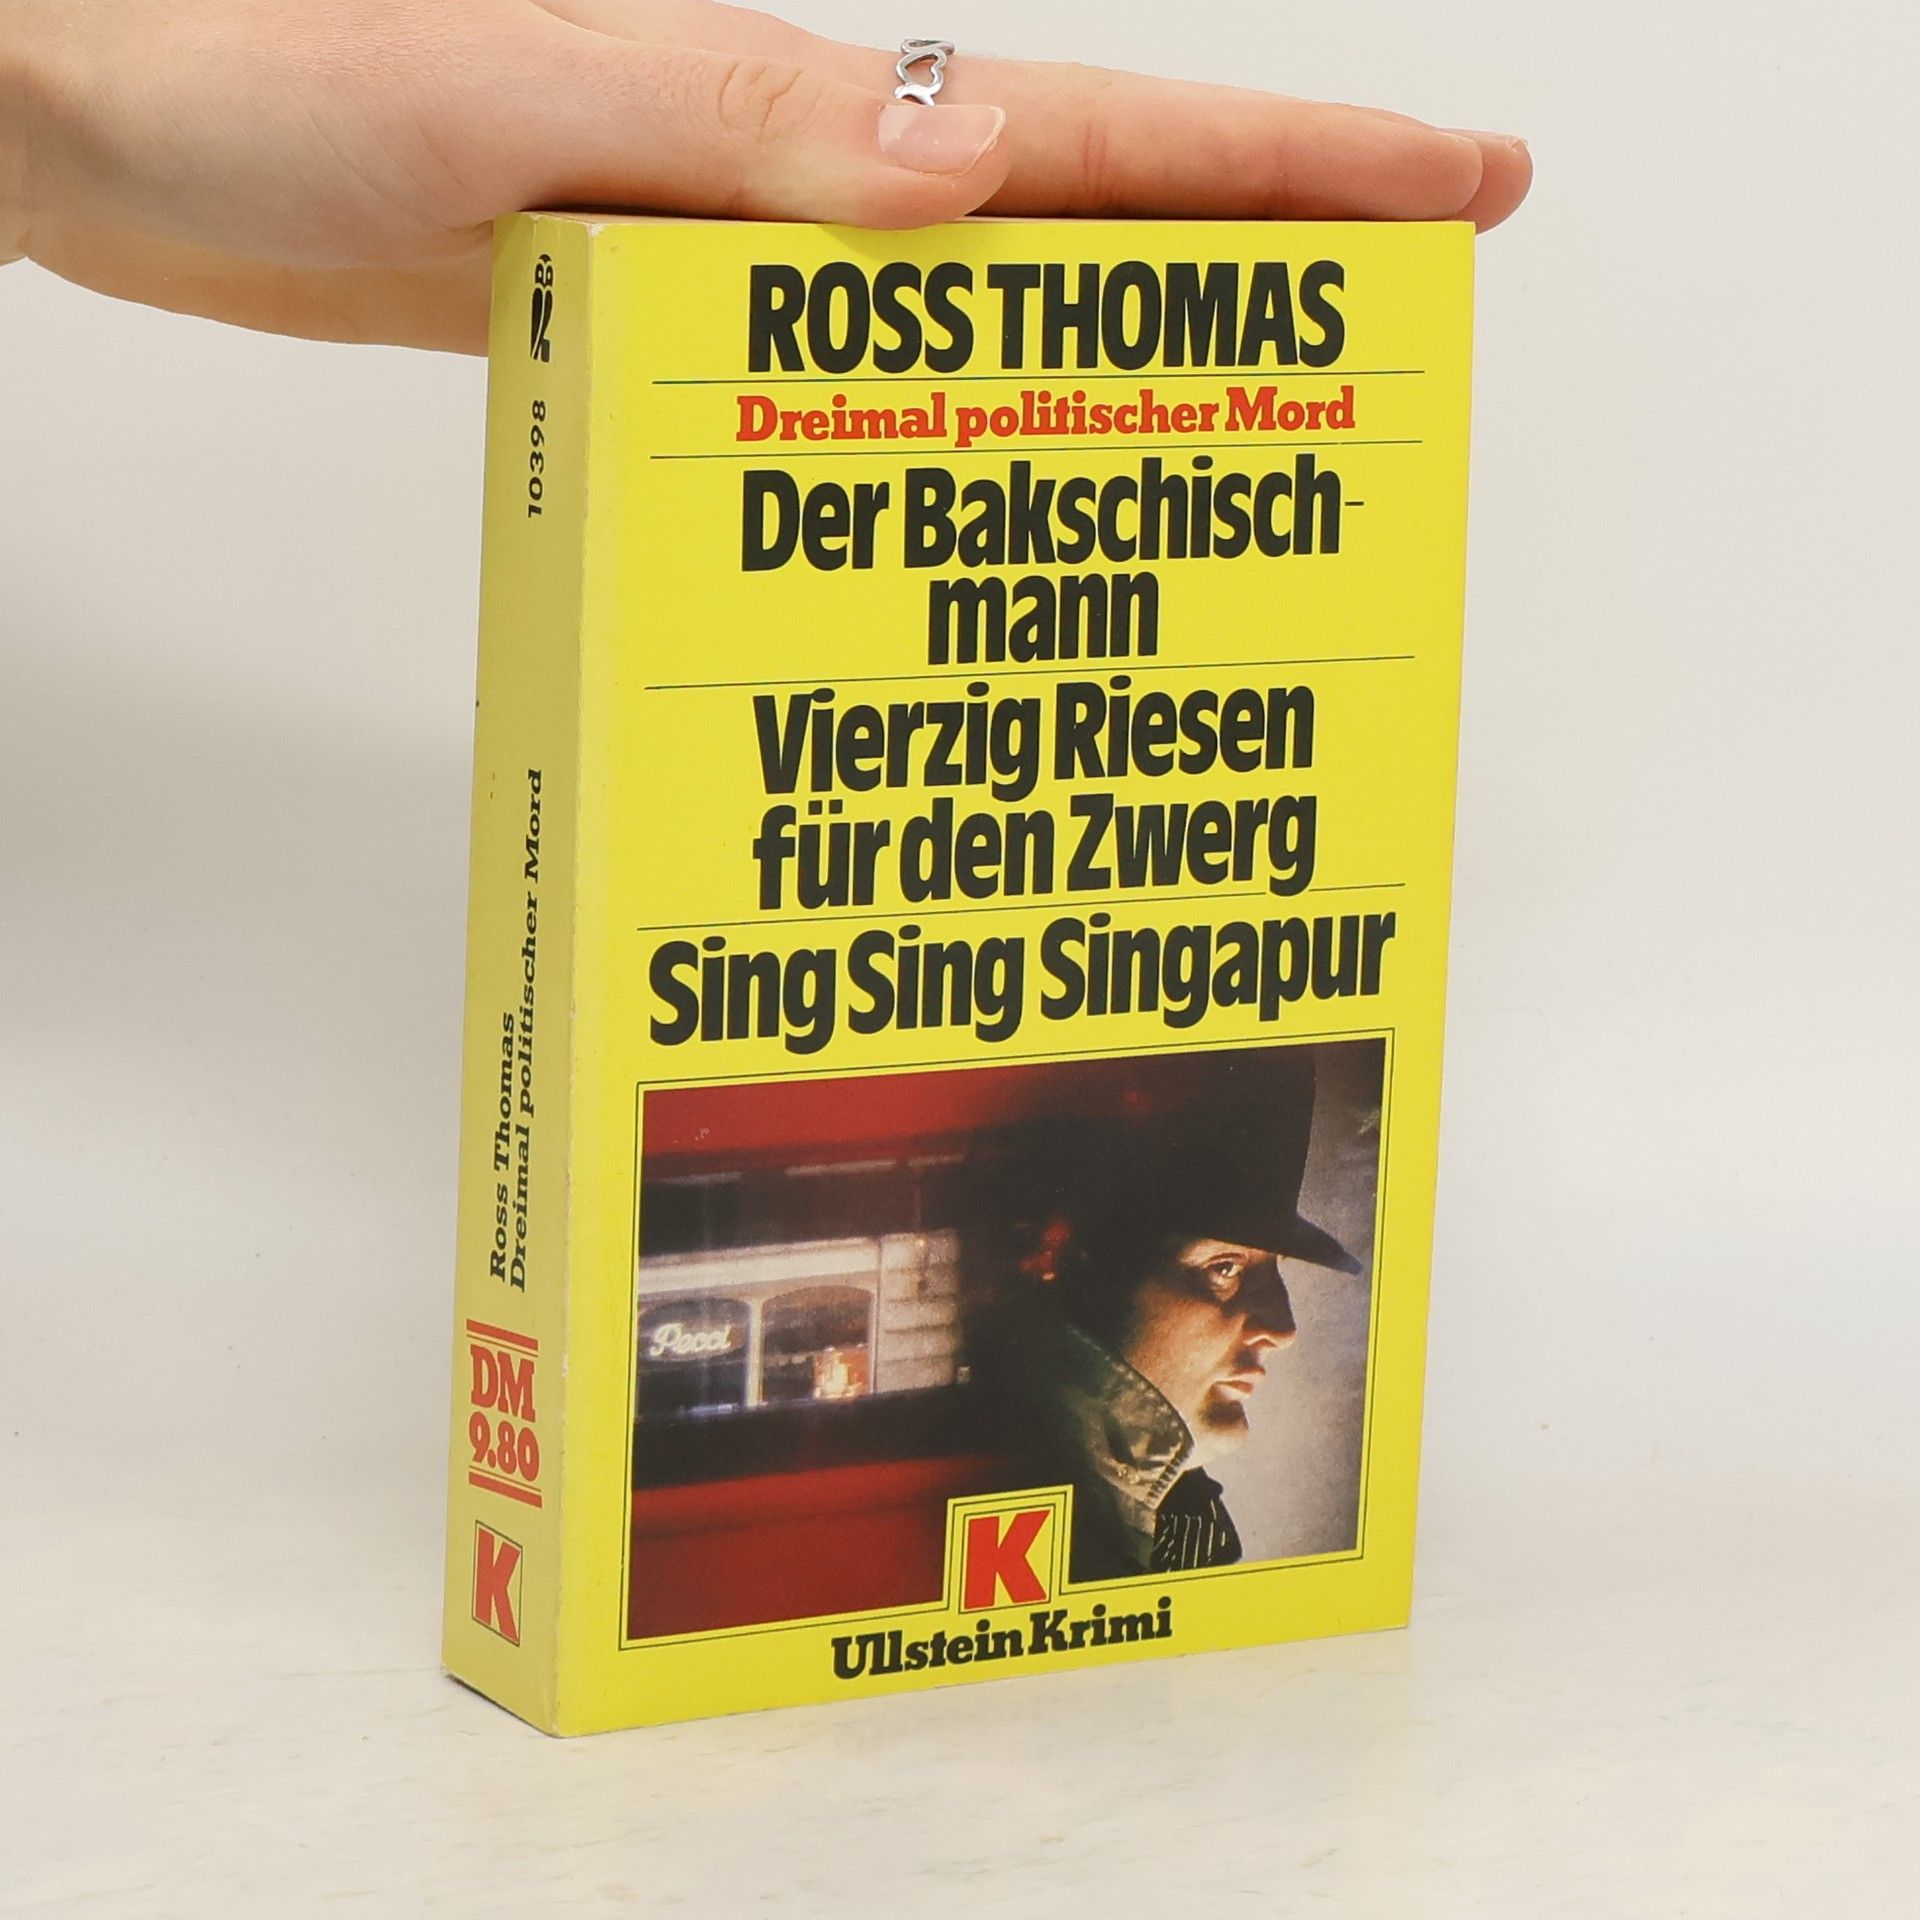 ROSS THOMAS
Dreimal politischer Mord
Der Bakschisch-
mann
Vierzig Riesen
für den Zwerg
Sing Sing Singapur
Pecci
K
Ullstein Krimi
10398
Ross Thomas
Dreimal politischer Mord
DM
9.80
K